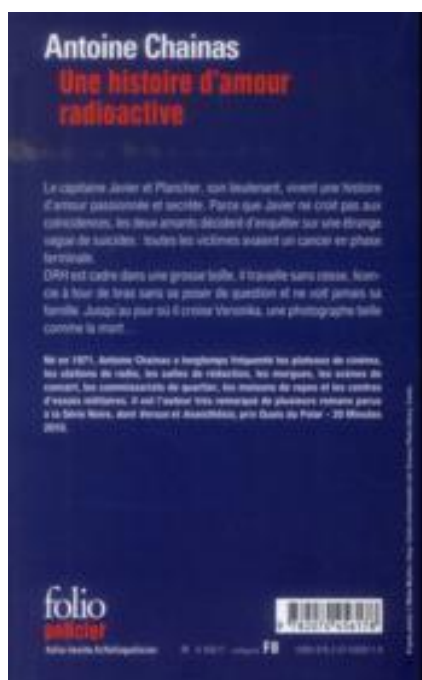 Antoine Chainas
Une histoire d'amour
radioactive
Le capitaine Javier et Plancher, son lieutenant, vivent une histoire
d'amour passionnée et secrète. Parce que Javier ne croit pas aux
coïncidences, les deux amants décident d'enquêter sur une étrange
vague de suicides : toutes les victimes avaient un cancer en phase
terminale.
DRH est cadre dans une grosse boîte, il travaille sans cesse, licen-
cie à tour de bras sans se poser de question et ne voit jamais sa
famille. Jusqu'au jour où il croise Veronika, une photographe belle
comme la mort...
Né en 1971, Antoine Chainas a longtemps fréquenté les plateaux de cinéma,
les stations de radio, les salles de rédaction, les morgues, les scènes de
concert, les commissariats de quartier, les maisons de repos et les centres
d'essais militaires. Il est l'auteur très remarqué de plusieurs romans parus
à la Série Noire, dont Versus et Anaisthêsia, prix Quais du Polar - 20 Minutes
2010.
folio
policier
F8